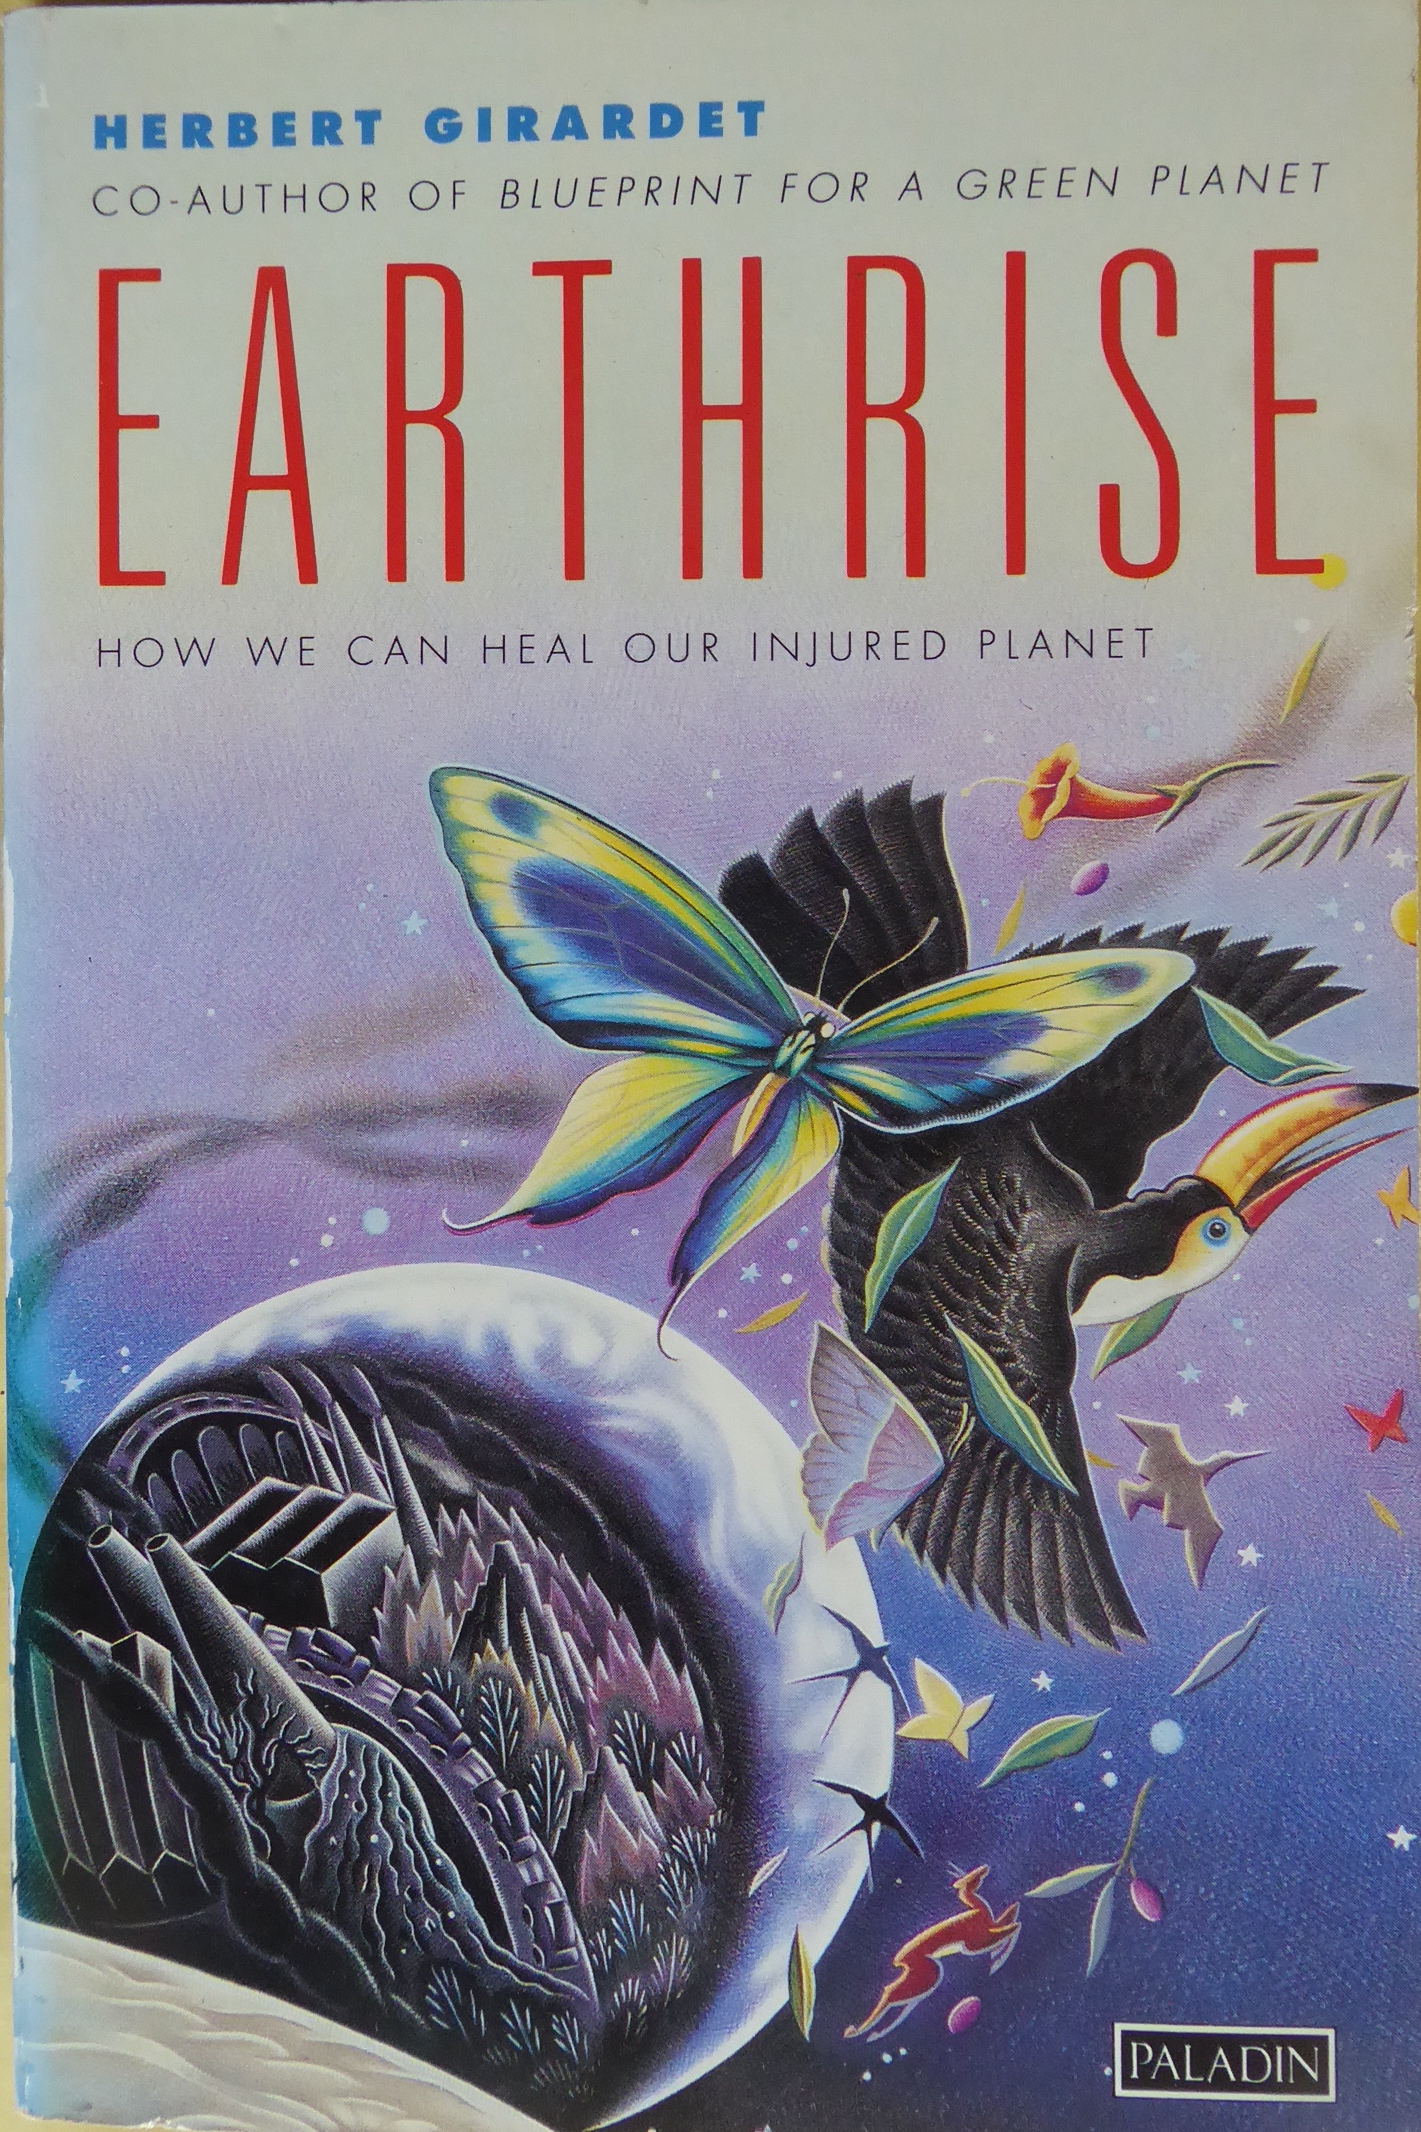 HERBERT GIRARDET
CO-AUTHOR OF BLUEPRINT FOR A GREEN PLANET
EARTHRISE
HOW WE CAN HEAL OUR INJURED PLANET
PALADIN